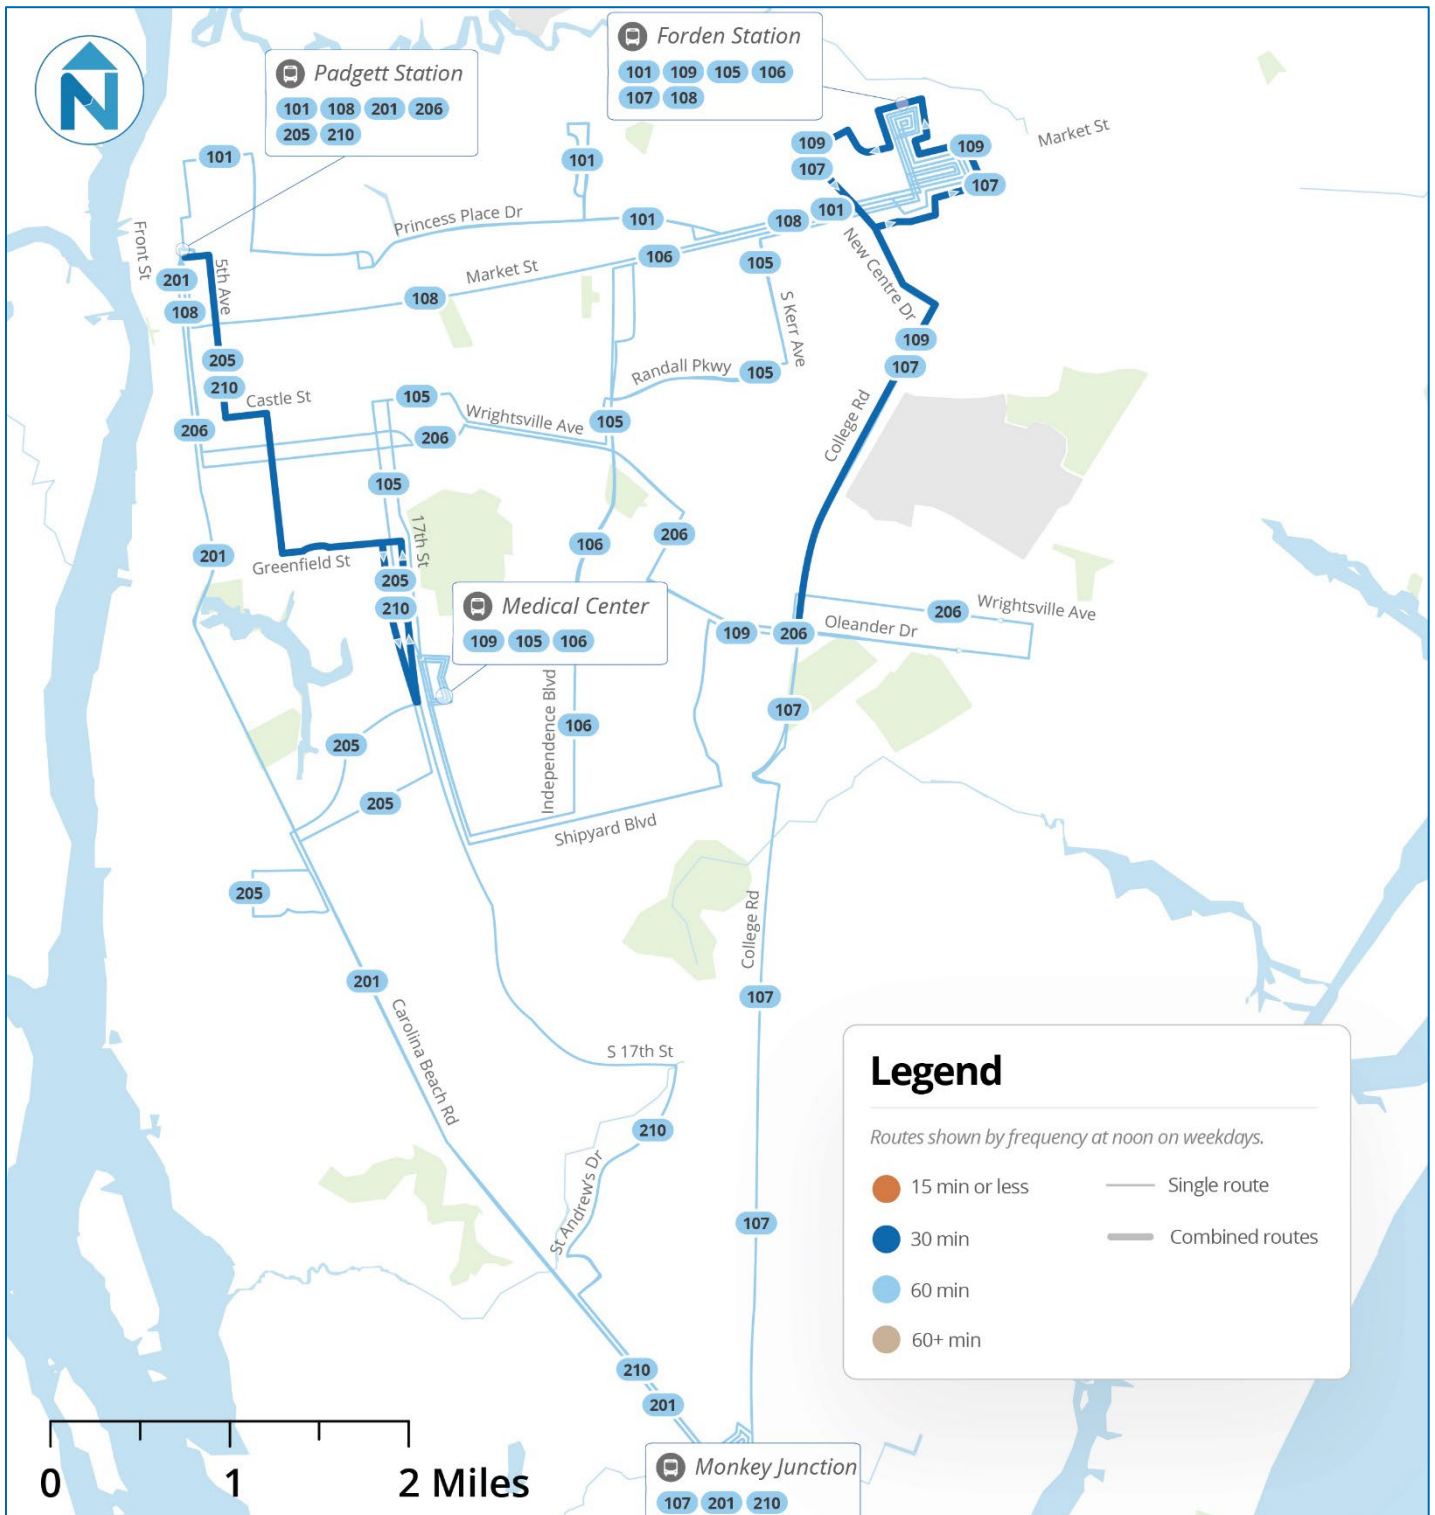 N
Padgett Station
101 108 201 206
205 210
Forden Station
101 109 105 106
107 108
Market St
109
109
107
107
101
101
101
101
108
Princess Place Dr
Front St
5th Ave
106
Market St
105
New Centre Dr
201
108
108
S Kerr Ave
109
107
205
210
Randall Pkwy
105
Castle St
105
Wrightsville Ave
105
206
206
College Rd
105
17th St
206
106
201
Greenfield St
205
210
Medical Center
109 105 106
206
Wrightsville Ave
Oleander Dr
109
206
107
Independence Blvd
106
205
205
Shipyard Blvd
205
College Rd
201
107
Carolina Beach Rd
S 17th St
210
St Andrew's Dr
107
210
201
Legend
Routes shown by frequency at noon on weekdays.
15 min or less
Single route
30 min
Combined routes
60 min
60+ min
0 1 2 Miles
Monkey Junction
107 201 210